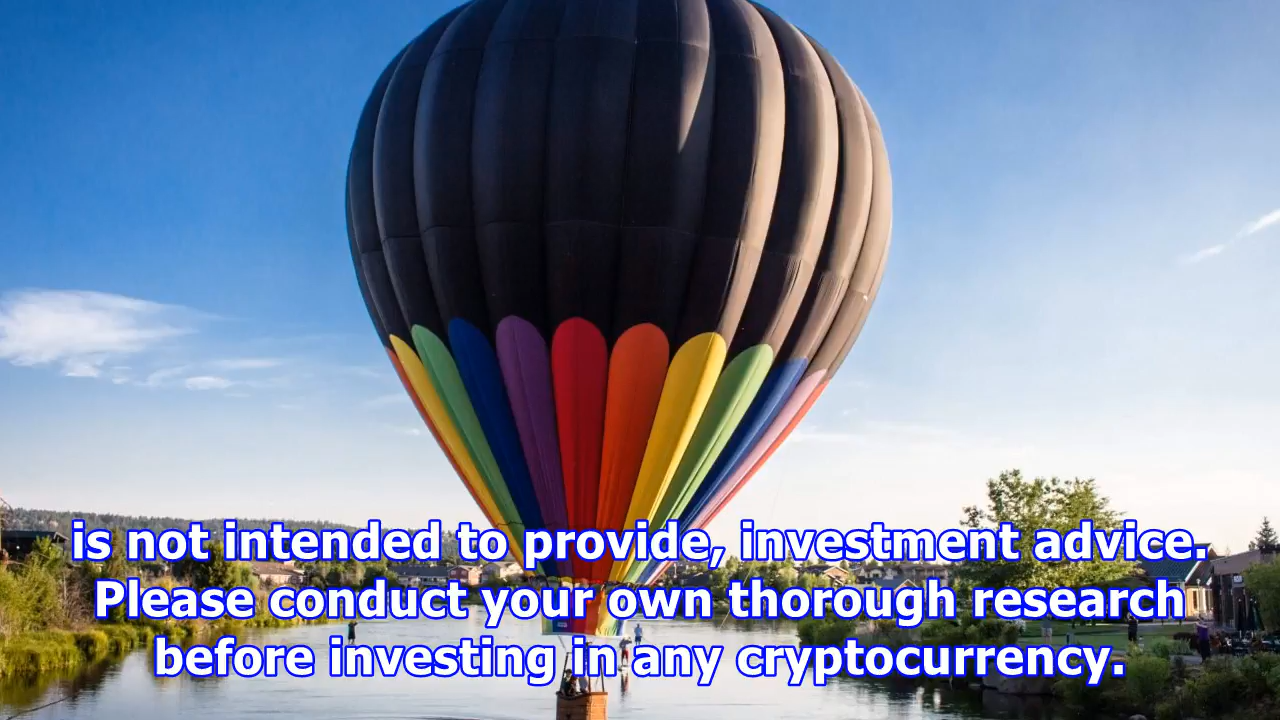 is not intended to provide, investment advice.
Please conduct your own thorough research
before investing in any cryptocurrency.